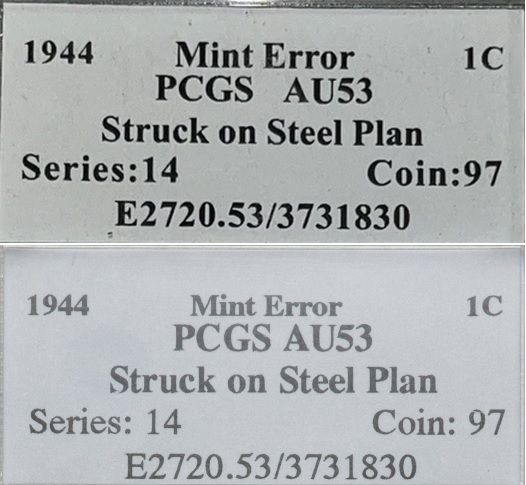 1944 Mint Error 1C
PCGS AU53
Struck on Steel Plan
Series:14 Coin:97
E2720.53/3731830
1944 Mint Error 1C
PCGS AU53
Struck on Steel Plan
Series: 14 Coin: 97
E2720.53/3731830